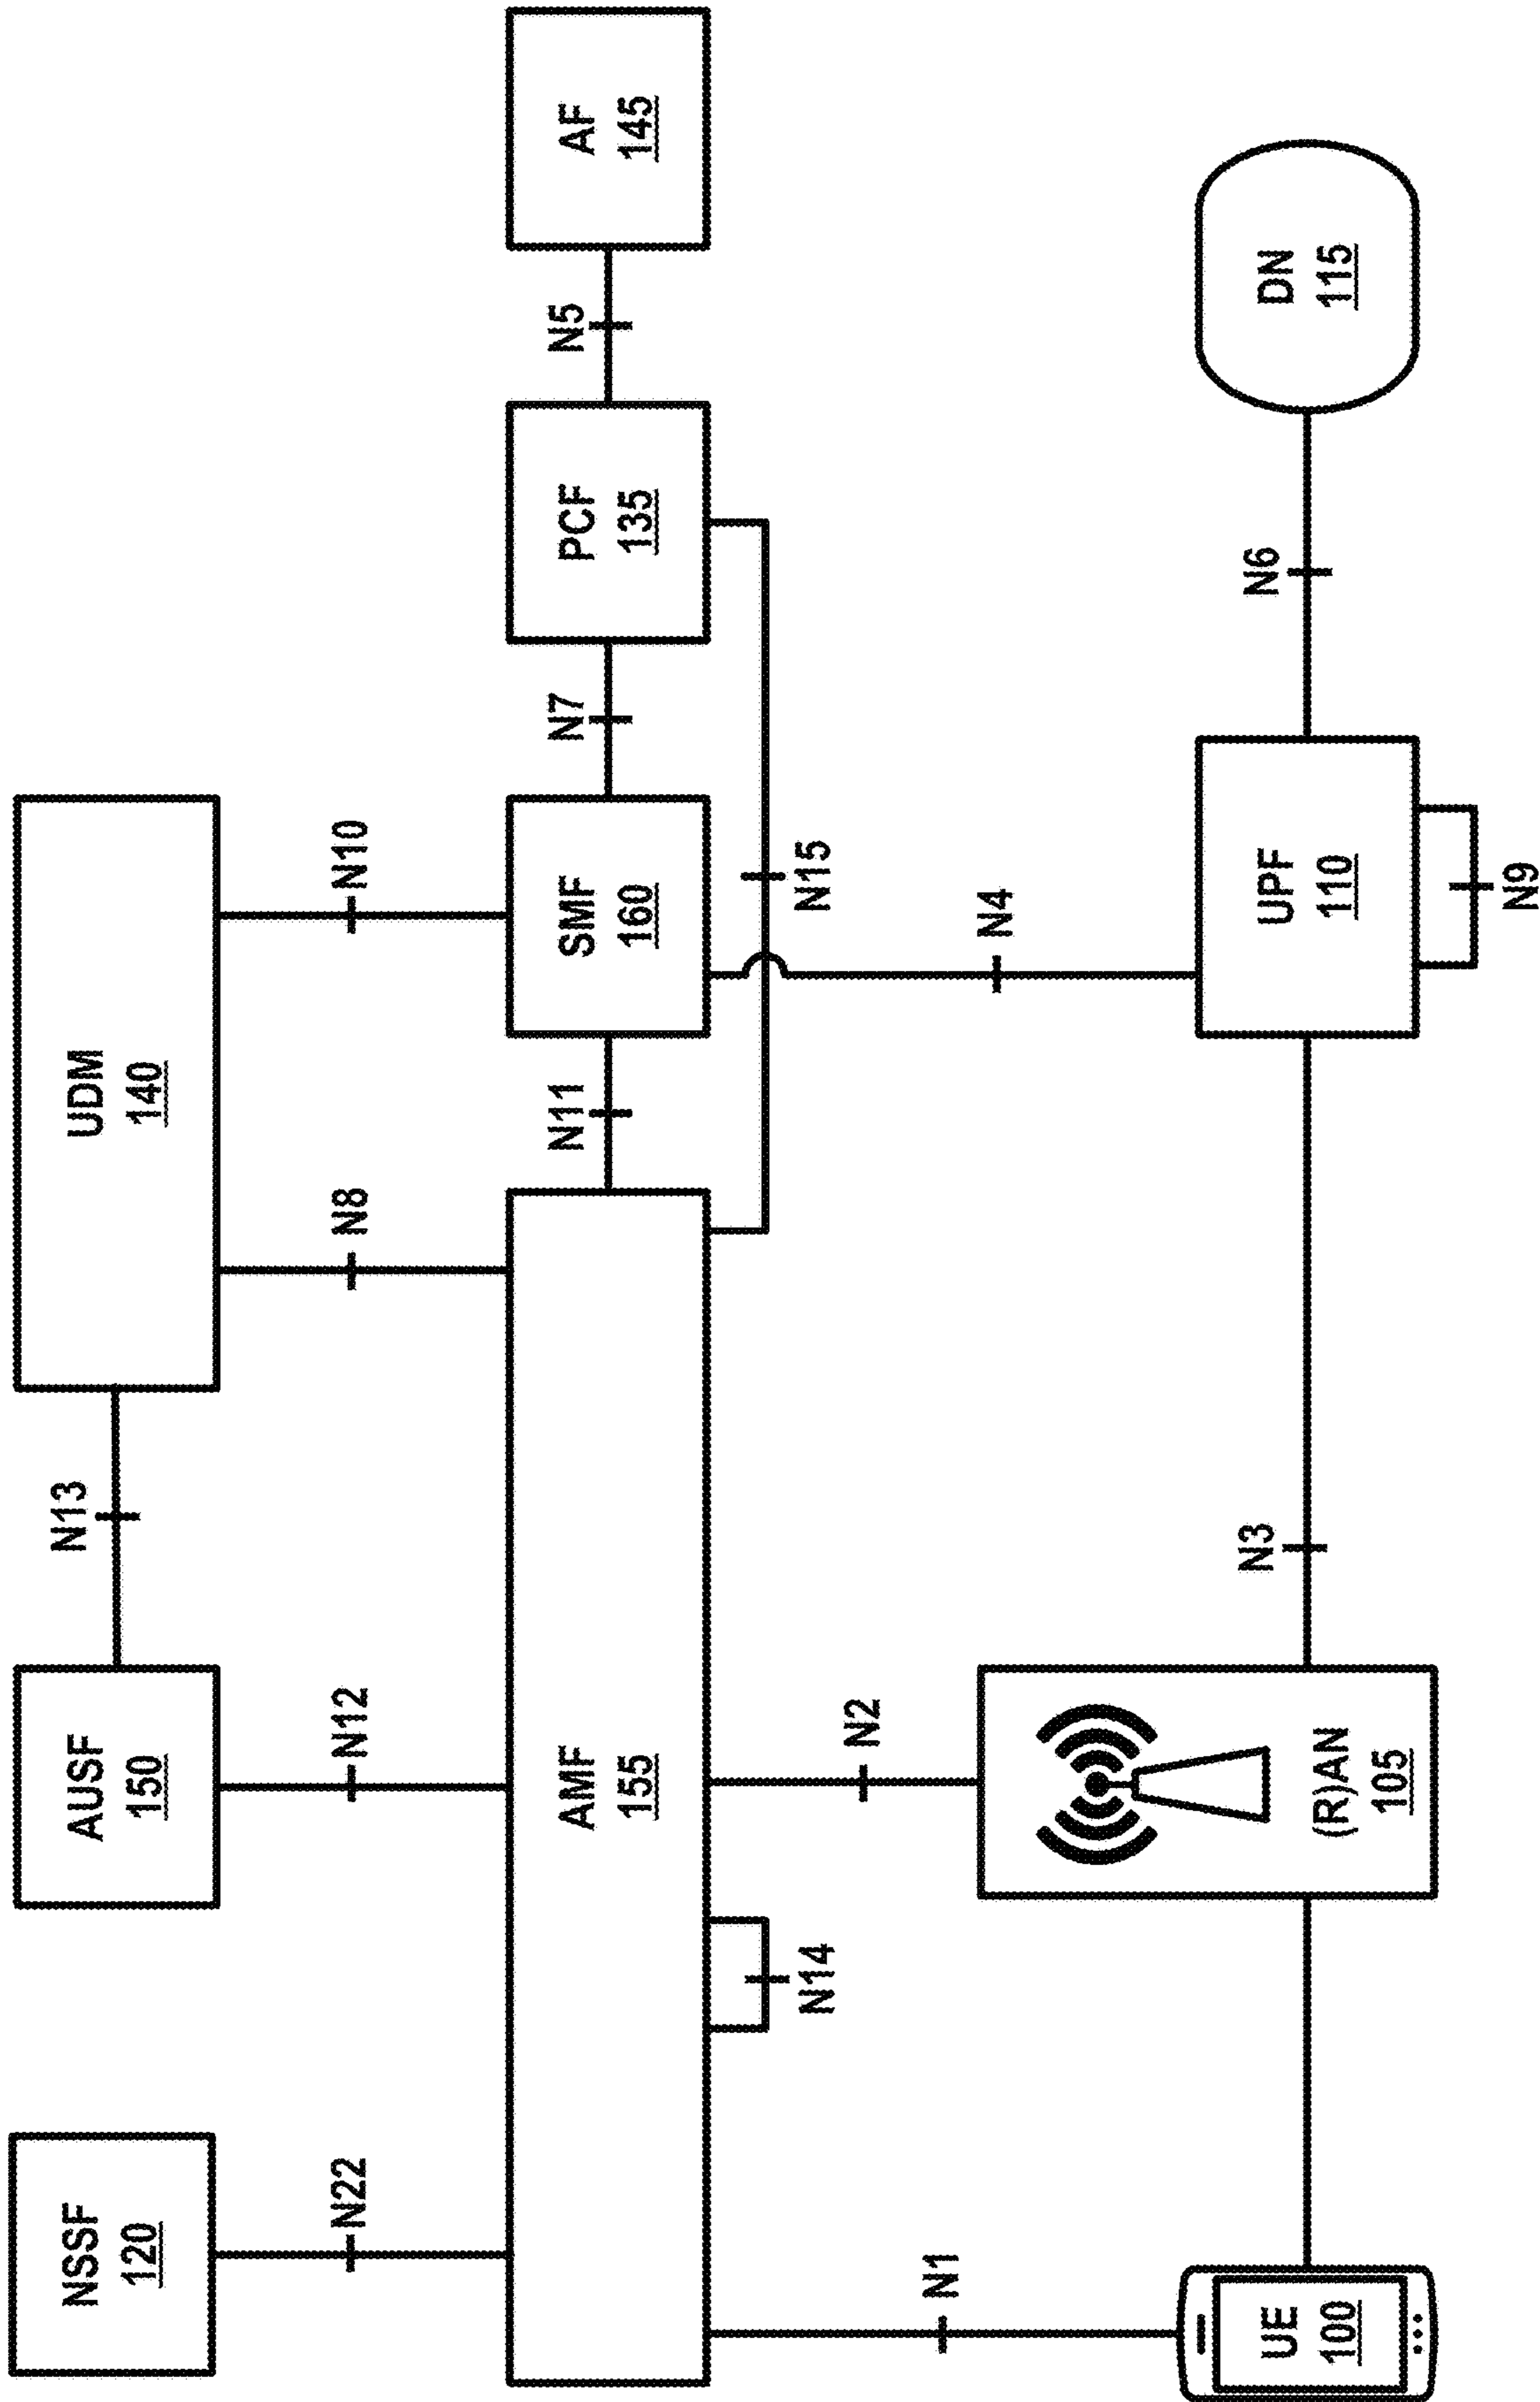 NSSF
120
N22
AUSF
150
N12
N13
UDM
140
N8
N10
AMF
155
N11
SMF
160
N7
PCF
135
N5
AF
145
N14
N15
N1
N2
N4
UE
100
(R)AN
105
N3
UPF
110
N9
N6
DN
115